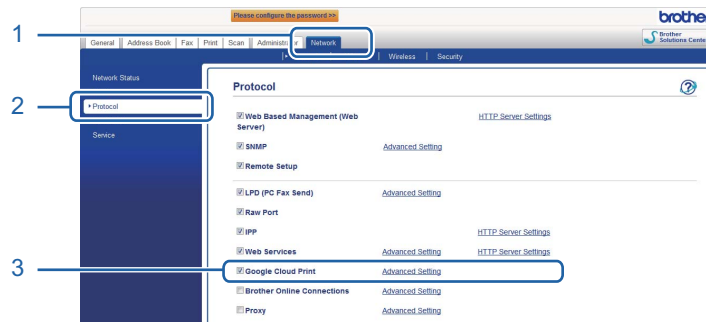 Please configure the password >>
brothe
1
General Address Book Fax Print Scan Administrator Network
Brother
Solutions Cente
Wireless Security
Network Status
2
Protocol
Protocol
Service
Web Based Management (Web
Server) HTTP Server Settings
SNMP Advanced Setting
Remote Setup
LPD (PC Fax Send) Advanced Setting
Raw Port
IPP HTTP Server Settings
Web Services Advanced Setting HTTP Server Settings
3
Google Cloud Print Advanced Setting
Brother Online Connections Advanced Setting
Proxy Advanced Setting